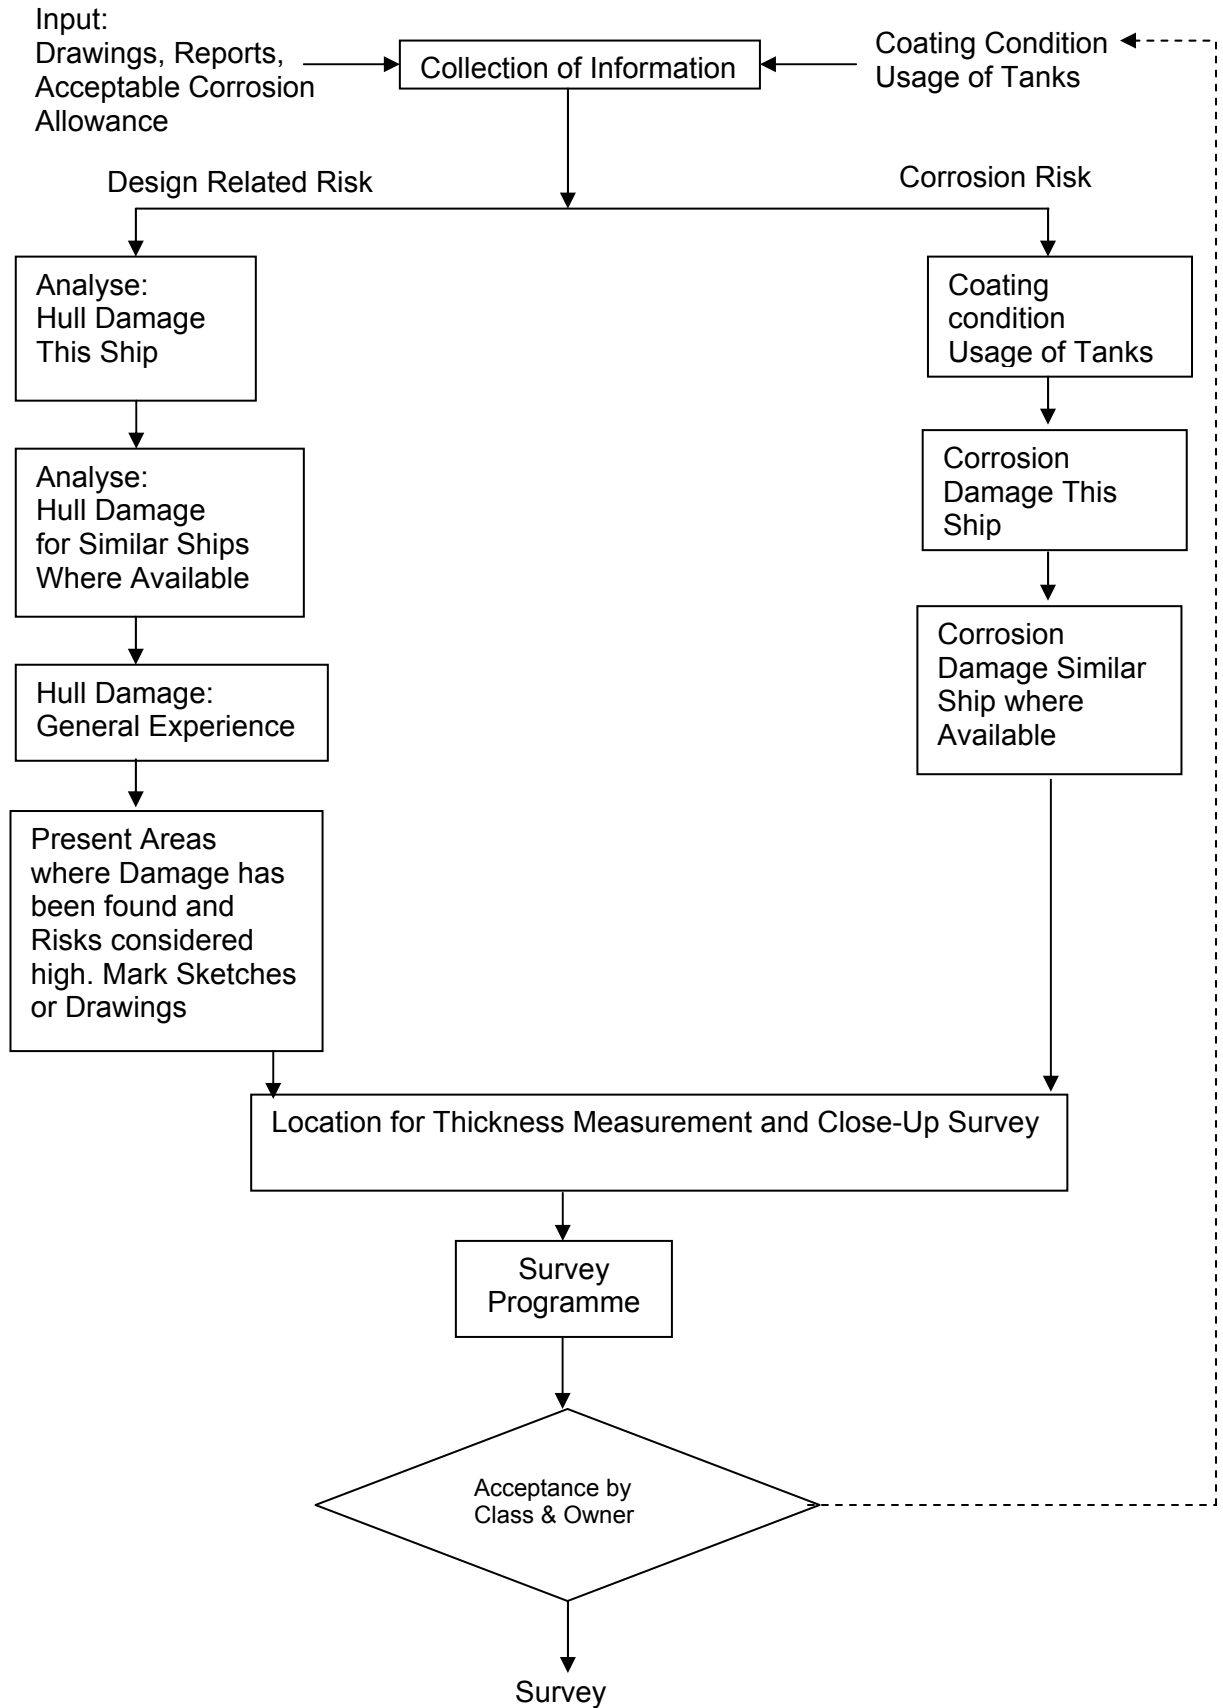 Input:
Drawings, Reports,
Acceptable Corrosion
Allowance
Collection of Information
Coating Condition
Usage of Tanks
Design Related Risk
Corrosion Risk
Analyse:
Hull Damage
This Ship
Analyse:
Hull Damage
for Similar Ships
Where Available
Hull Damage:
General Experience
Present Areas
where Damage has
been found and
Risks considered
high. Mark Sketches
or Drawings
Coating
condition
Usage of Tanks
Corrosion
Damage This
Ship
Corrosion
Damage Similar
Ship where
Available
Location for Thickness Measurement and Close-Up Survey
Survey
Programme
Acceptance by
Class & Owner
Survey